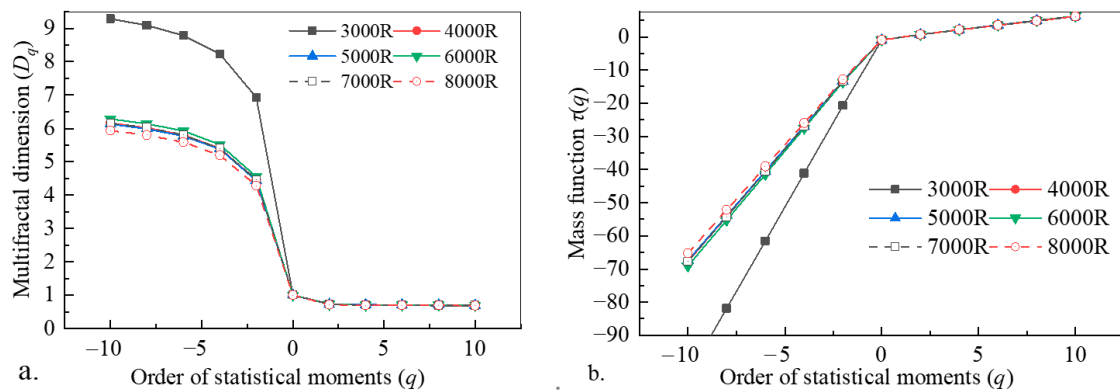 Multifractal dimension (Dq)
9
8
7
6
5
4
3
2
1
0
3000R 4000R
5000R 6000R
7000R 8000R
−10 −5 0 5 10
a. Order of statistical moments (q)
Mass function τ(q)
0
−10
−20
−30
−40
−50
−60
−70
−80
−90
3000R 4000R
5000R 6000R
7000R 8000R
−10 −5 0 5 10
b. Order of statistical moments (q)